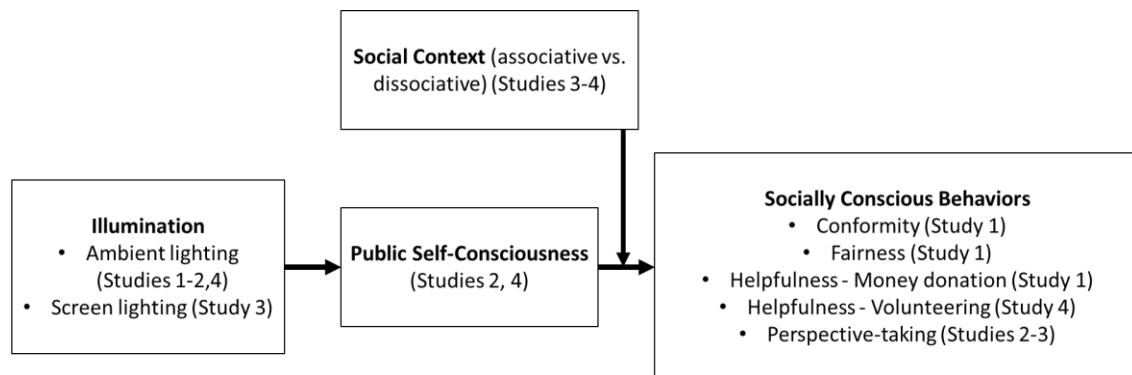 Social Context (associative vs.
dissociative) (Studies 3-4)
Illumination
• Ambient lighting
(Studies 1-2,4)
• Screen lighting (Study 3)
Public Self-Consciousness
(Studies 2, 4)
Socially Conscious Behaviors
• Conformity (Study 1)
• Fairness (Study 1)
• Helpfulness - Money donation (Study 1)
• Helpfulness - Volunteering (Study 4)
• Perspective-taking (Studies 2-3)